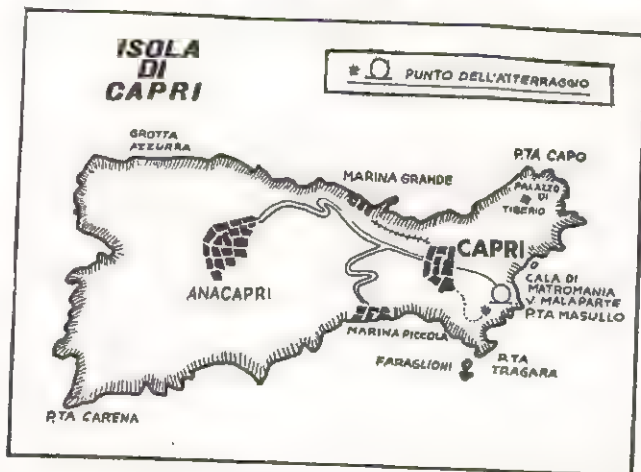 ISOLA
DI
CAPRI
* PUNTO DELL'ATTERRAGGIO
GROTTA
AZZURRA
MARINA GRANDE
P.TA CAPO
PALAZZO
DI
TIBERIO
CAPRI
ANACAPRI
CALA DI
MATROMANIA
V. MALAPARTE
P.TA MASULLO
*
MARINA PICCOLA
FARAGLIONI
P.TA
TRAGARA
P.TA CARENA